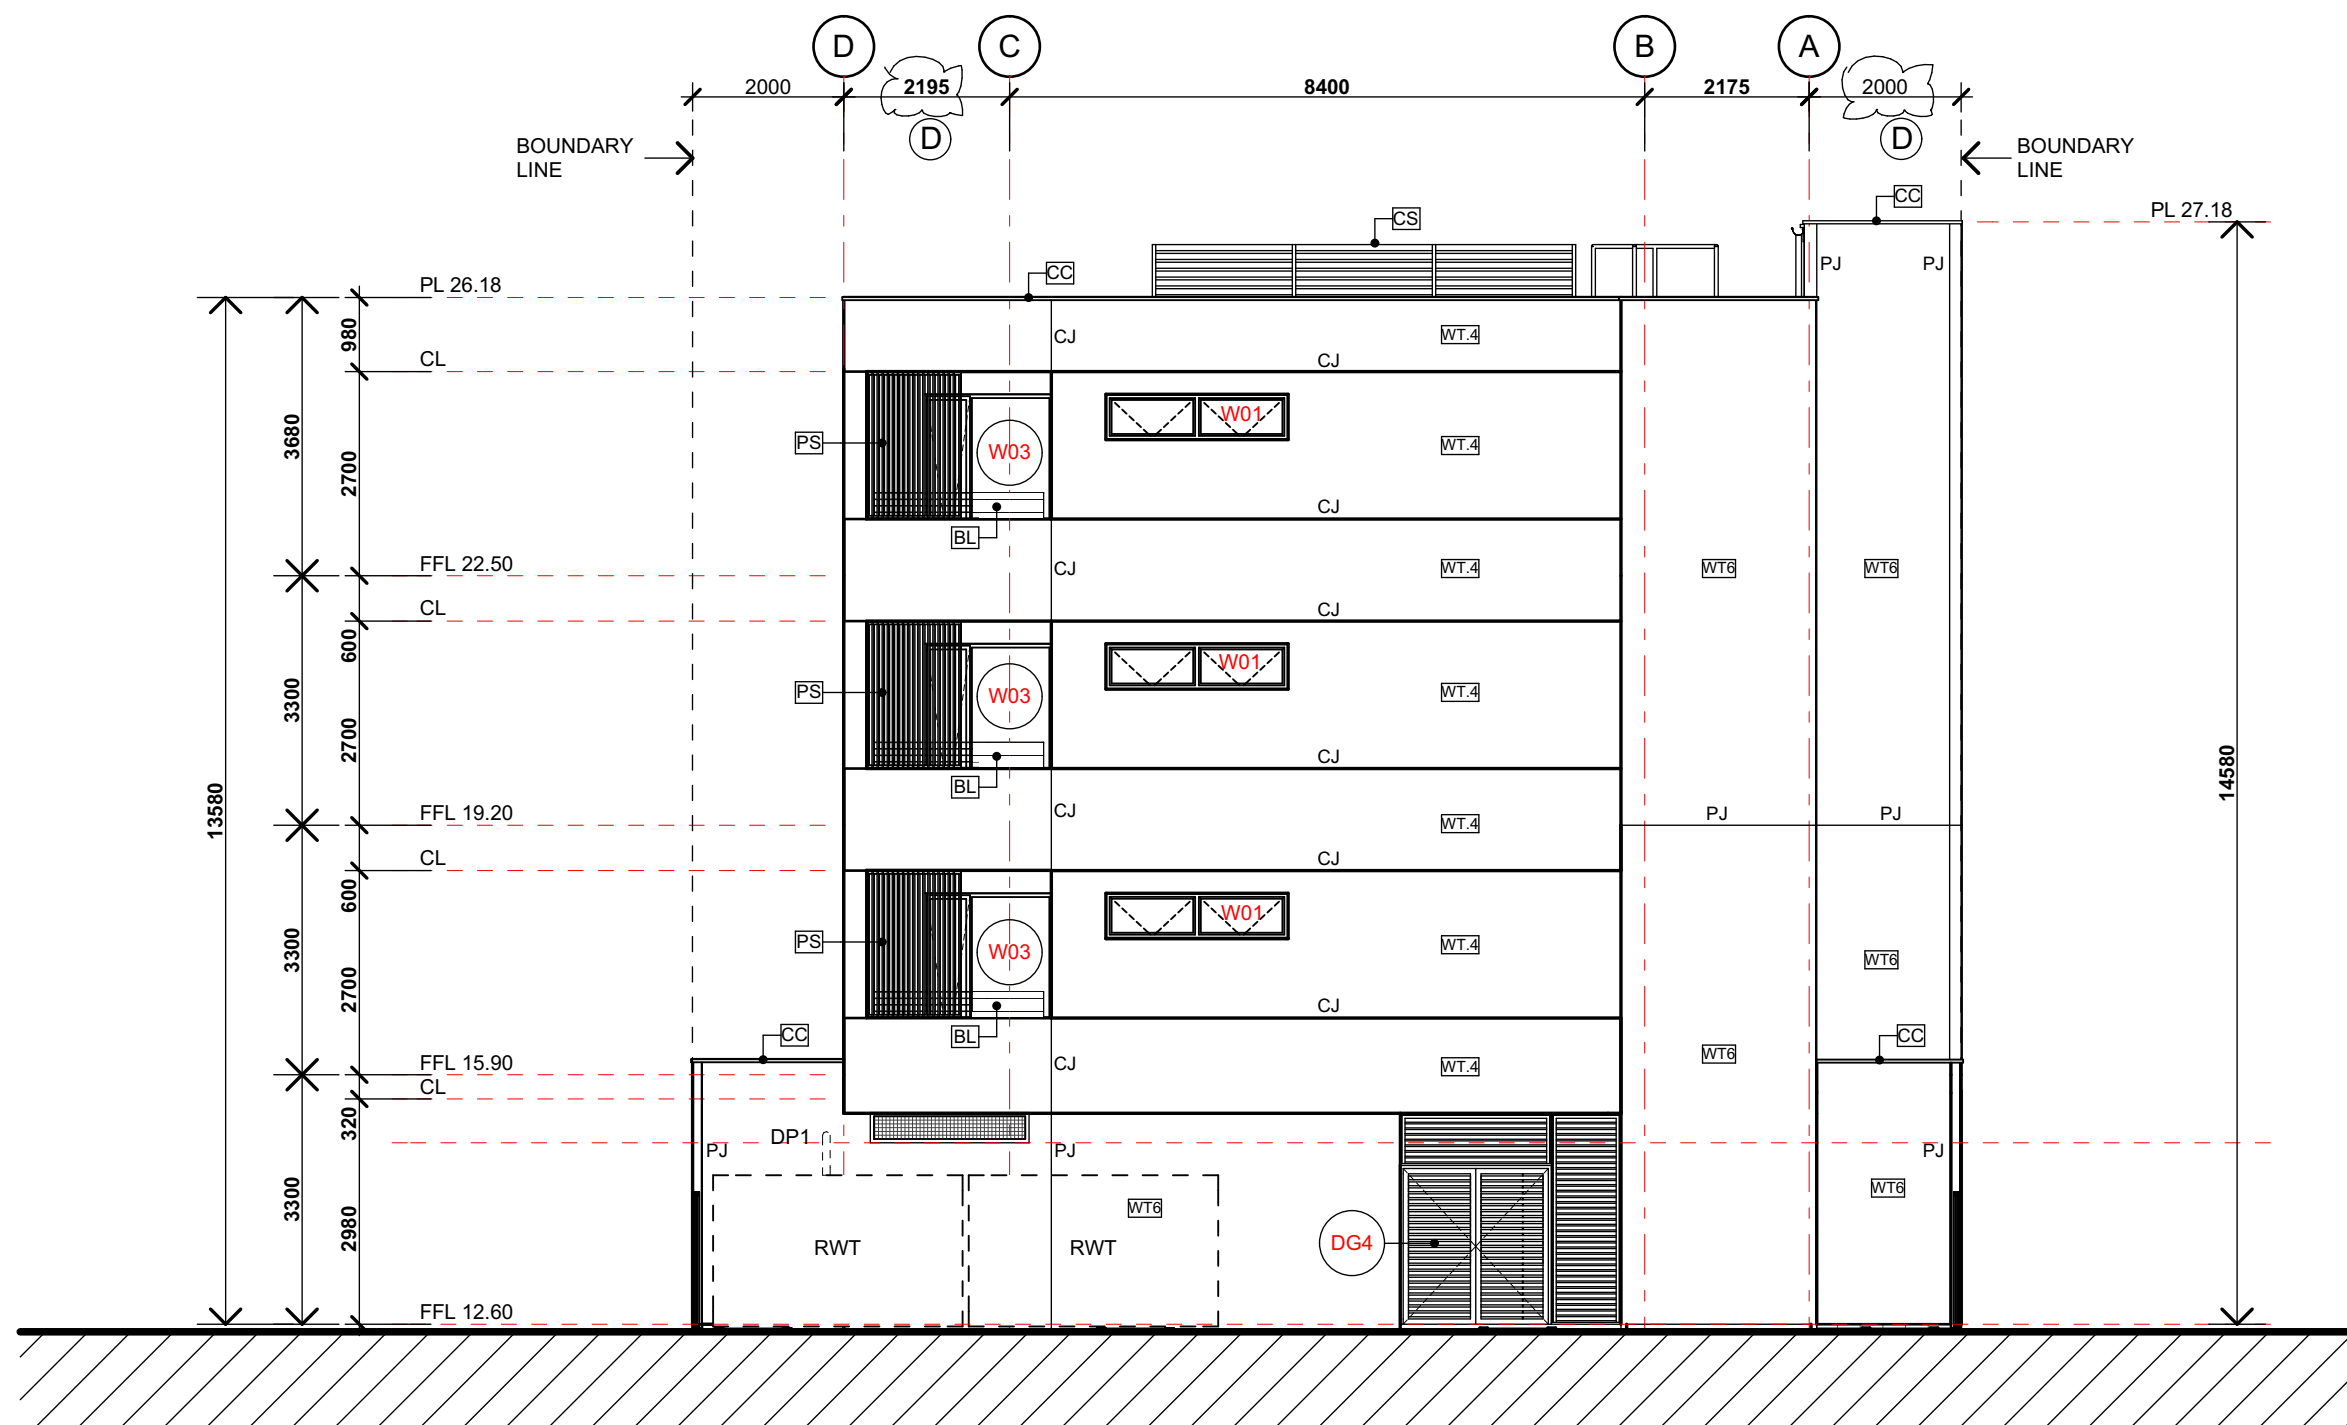 D C B A
2000 2195 8400 2175 2000
D D
BOUNDARY
LINE
BOUNDARY
LINE
CC
PL 27.18
CS
CC
PJ PJ
PL 26.18
980
CJ
WT.4
CL
CJ
W01
3680
PS
W03
WT.4
2700
CJ
BL
FFL 22.50
CJ
WT.4
WT6
WT6
CL
CJ
600
W01
3300
PS
W03
WT.4
2700
CJ
BL
13580
14580
FFL 19.20
CJ
WT.4
PJ
PJ
CL
CJ
600
W01
3300
PS
W03
WT.4
WT6
2700
CJ
BL
CC
CC
FFL 15.90
CJ
WT.4
WT6
CL
320
DP1
PJ
PJ
PJ
3300
WT6
WT6
2980
RWT
RWT
DG4
FFL 12.60